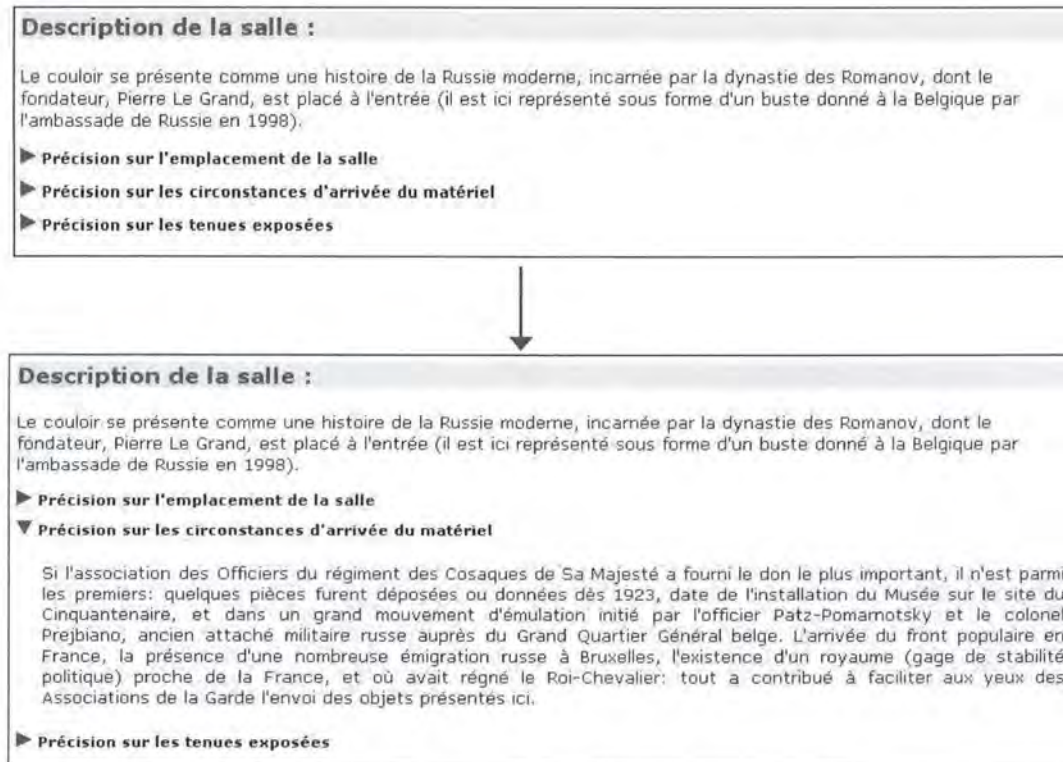 Description de la salle :
Le couloir se présente comme une histoire de la Russie moderne, incarnée par la dynastie des Romanov, dont le
fondateur, Pierre Le Grand, est placé à l'entrée (il est ici représenté sous forme d'un buste donné à la Belgique par
l'ambassade de Russie en 1998).
▶ Précision sur l'emplacement de la salle
▶ Précision sur les circonstances d'arrivée du matériel
▶ Précision sur les tenues exposées
Description de la salle :
Le couloir se présente comme une histoire de la Russie moderne, incarnée par la dynastie des Romanov, dont le
fondateur, Pierre Le Grand, est placé à l'entrée (il est ici représenté sous forme d'un buste donné à la Belgique par
l'ambassade de Russie en 1998).
▶ Précision sur l'emplacement de la salle
▼ Précision sur les circonstances d'arrivée du matériel
Si l'association des Officiers du régiment des Cosaques de Sa Majesté a fourni le don le plus important, il n'est parmi
les premiers: quelques pièces furent déposées ou données dès 1923, date de l'installation du Musée sur le site du
Cinquantenaire, et dans un grand mouvement d'émulation initié par l'officier Patz-Pomarnotsky et le colonel
Prejbiano, ancien attaché militaire russe auprès du Grand Quartier Général belge. L'arrivée du front populaire en
France, la présence d'une nombreuse émigration russe à Bruxelles, l'existence d'un royaume (gage de stabilité
politique) proche de la France, et où avait régné le Roi-Chevalier: tout a contribué à faciliter aux yeux des
Associations de la Garde l'envoi des objets présentés ici.
▶ Précision sur les tenues exposées